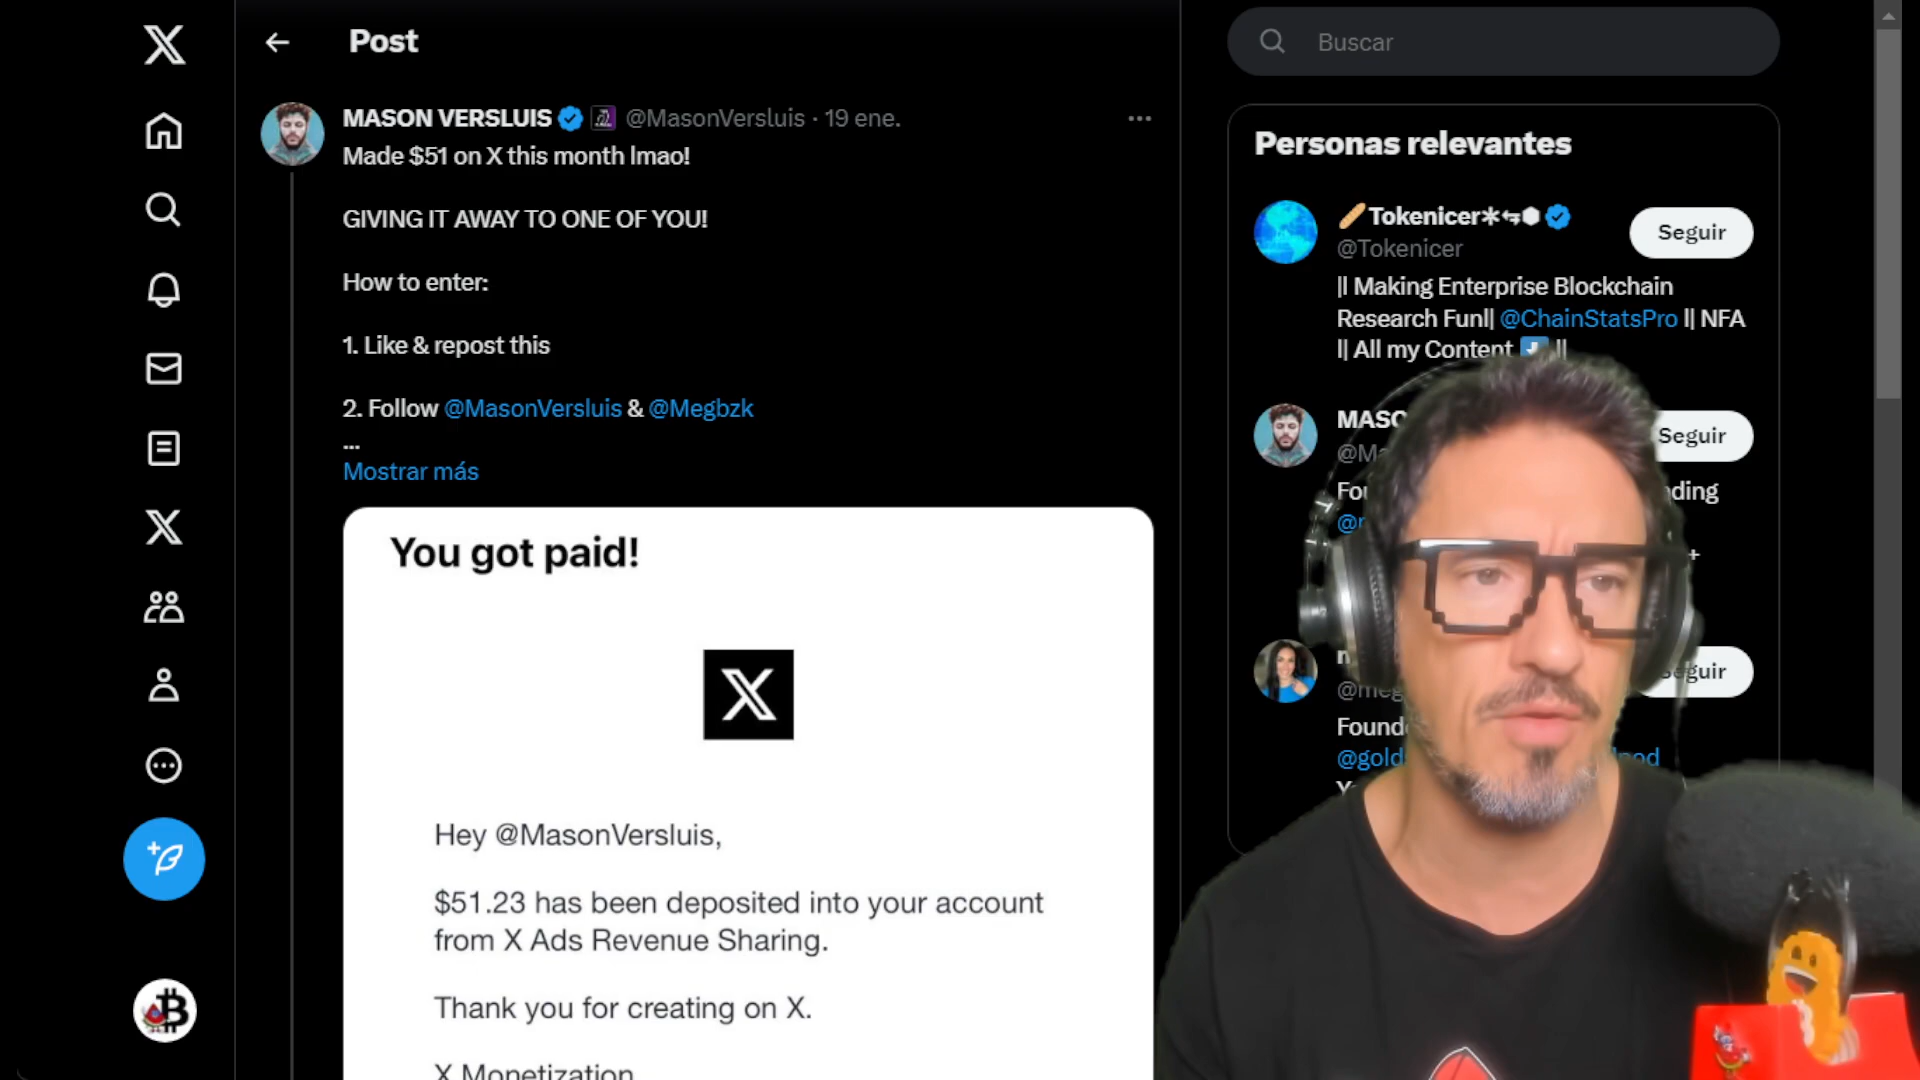 Post
Buscar
MASON VERSLUIS @MasonVersluis · 19 ene.
Made $51 on X this month lmao!
GIVING IT AWAY TO ONE OF YOU!
How to enter:
1. Like & repost this
2. Follow @MasonVersluis & @Megbzk
...
Mostrar más
You got paid!
Hey @MasonVersluis,
$51.23 has been deposited into your account
from X Ads Revenue Sharing.
Thank you for creating on X.
X Monetization
Personas relevantes
Tokenicer
@Tokenicer
Seguir
|| Making Enterprise Blockchain
Research Fun|| @ChainStatsPro || NFA
|| All my Content ||
Seguir
Seguir